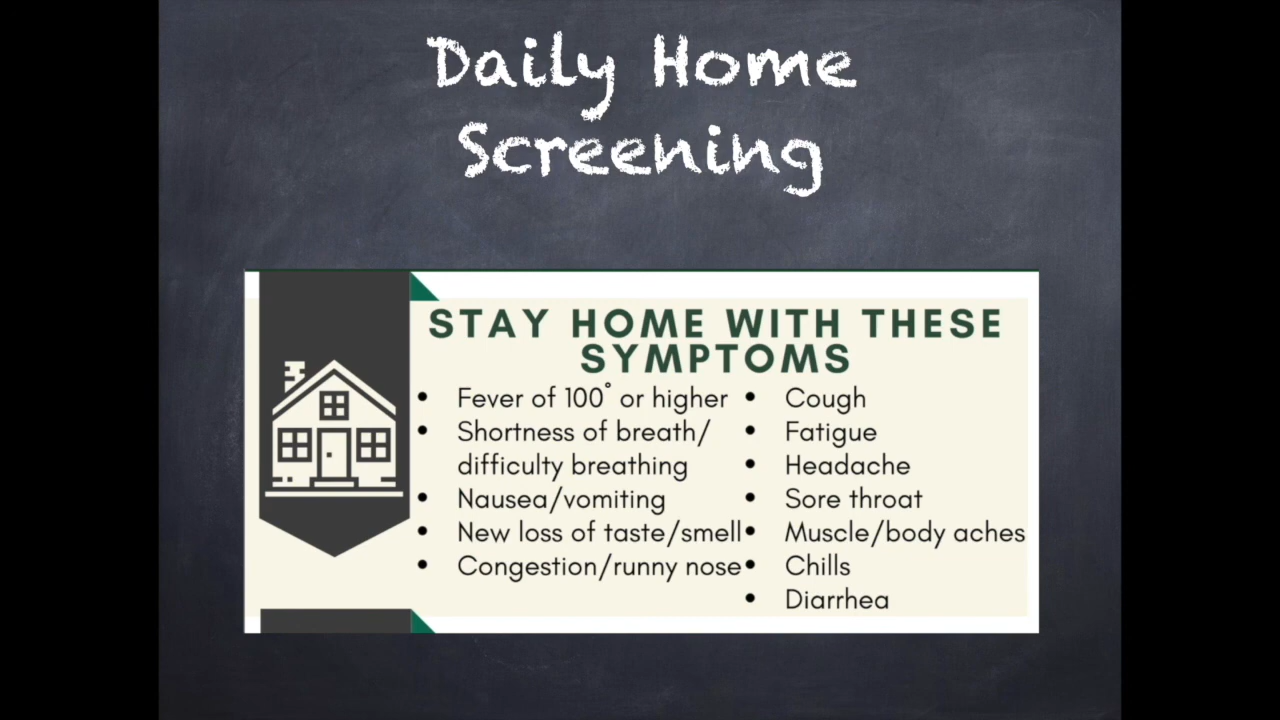 Daily Home
Screening
STAY HOME WITH THESE
SYMPTOMS
• Fever of 100° or higher
• Shortness of breath/
difficulty breathing
• Nausea/vomiting
• New loss of taste/smell
• Congestion/runny nose
• Cough
• Fatigue
• Headache
• Sore throat
• Muscle/body aches
• Chills
• Diarrhea